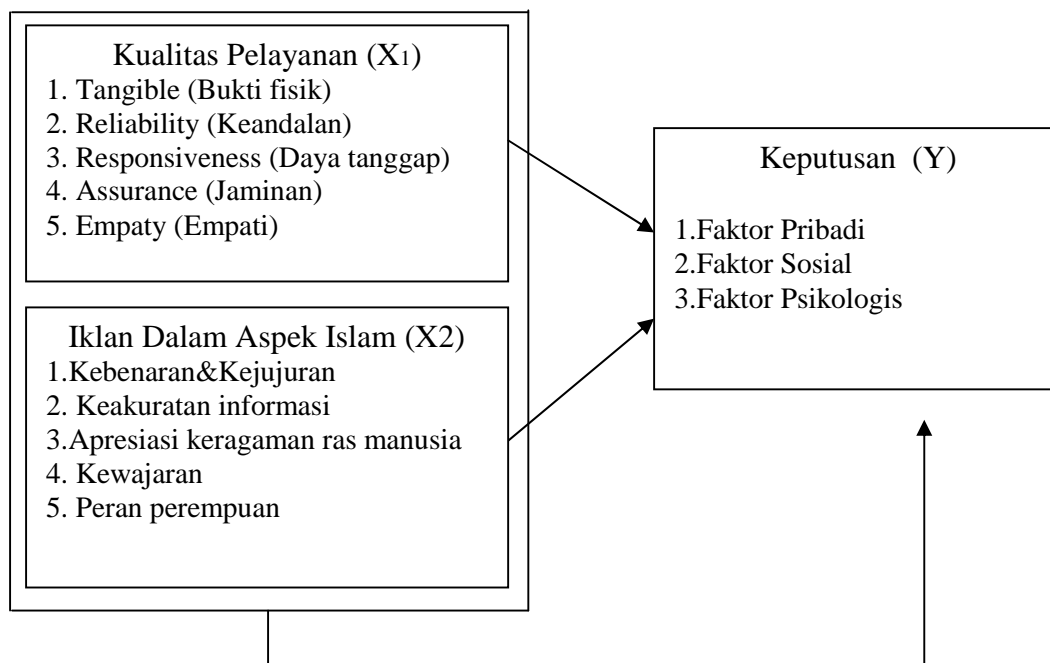 Kualitas Pelayanan (X1)
1. Tangible (Bukti fisik)
2. Reliability (Keandalan)
3. Responsiveness (Daya tanggap)
4. Assurance (Jaminan)
5. Empaty (Empati)
Iklan Dalam Aspek Islam (X2)
1.Kebenaran&Kejujuran
2. Keakuratan informasi
3.Apresiasi keragaman ras manusia
4. Kewajaran
5. Peran perempuan
Keputusan (Y)
1.Faktor Pribadi
2.Faktor Sosial
3.Faktor Psikologis